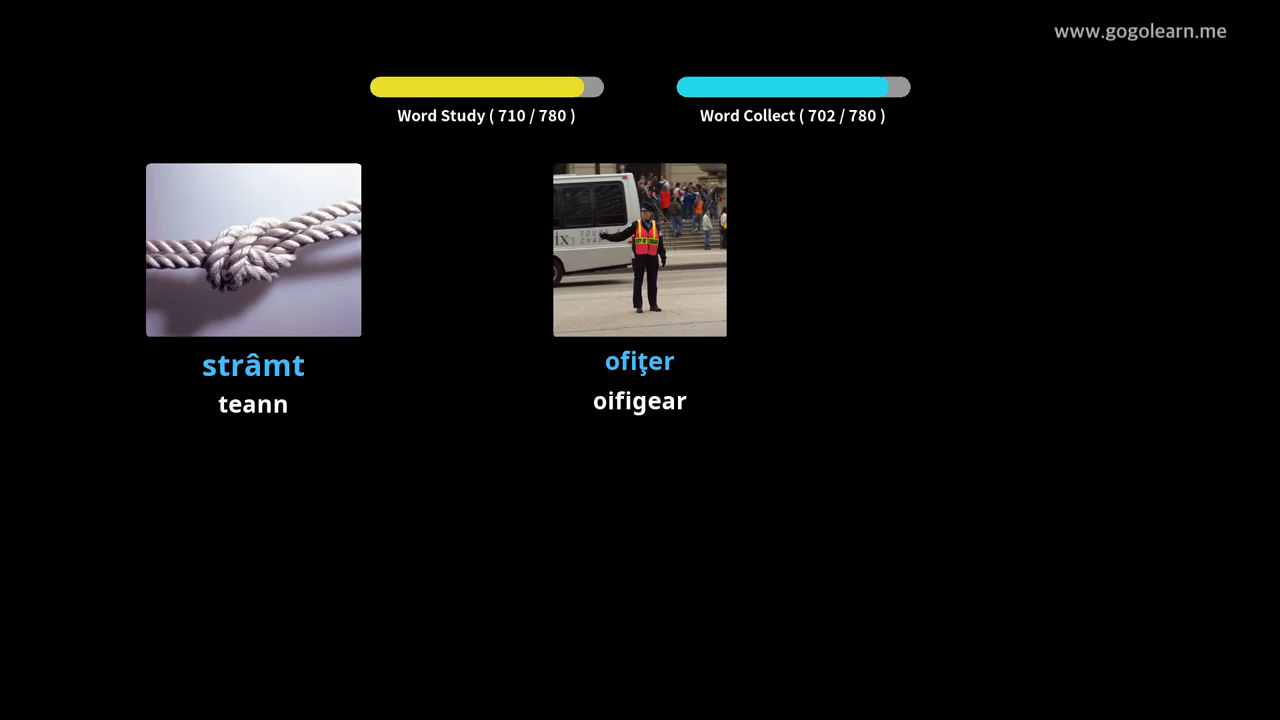 www.gogolearn.me
Word Study ( 710 / 780 )
Word Collect ( 702 / 780 )
strâmt
teann
ofiţer
oifigear